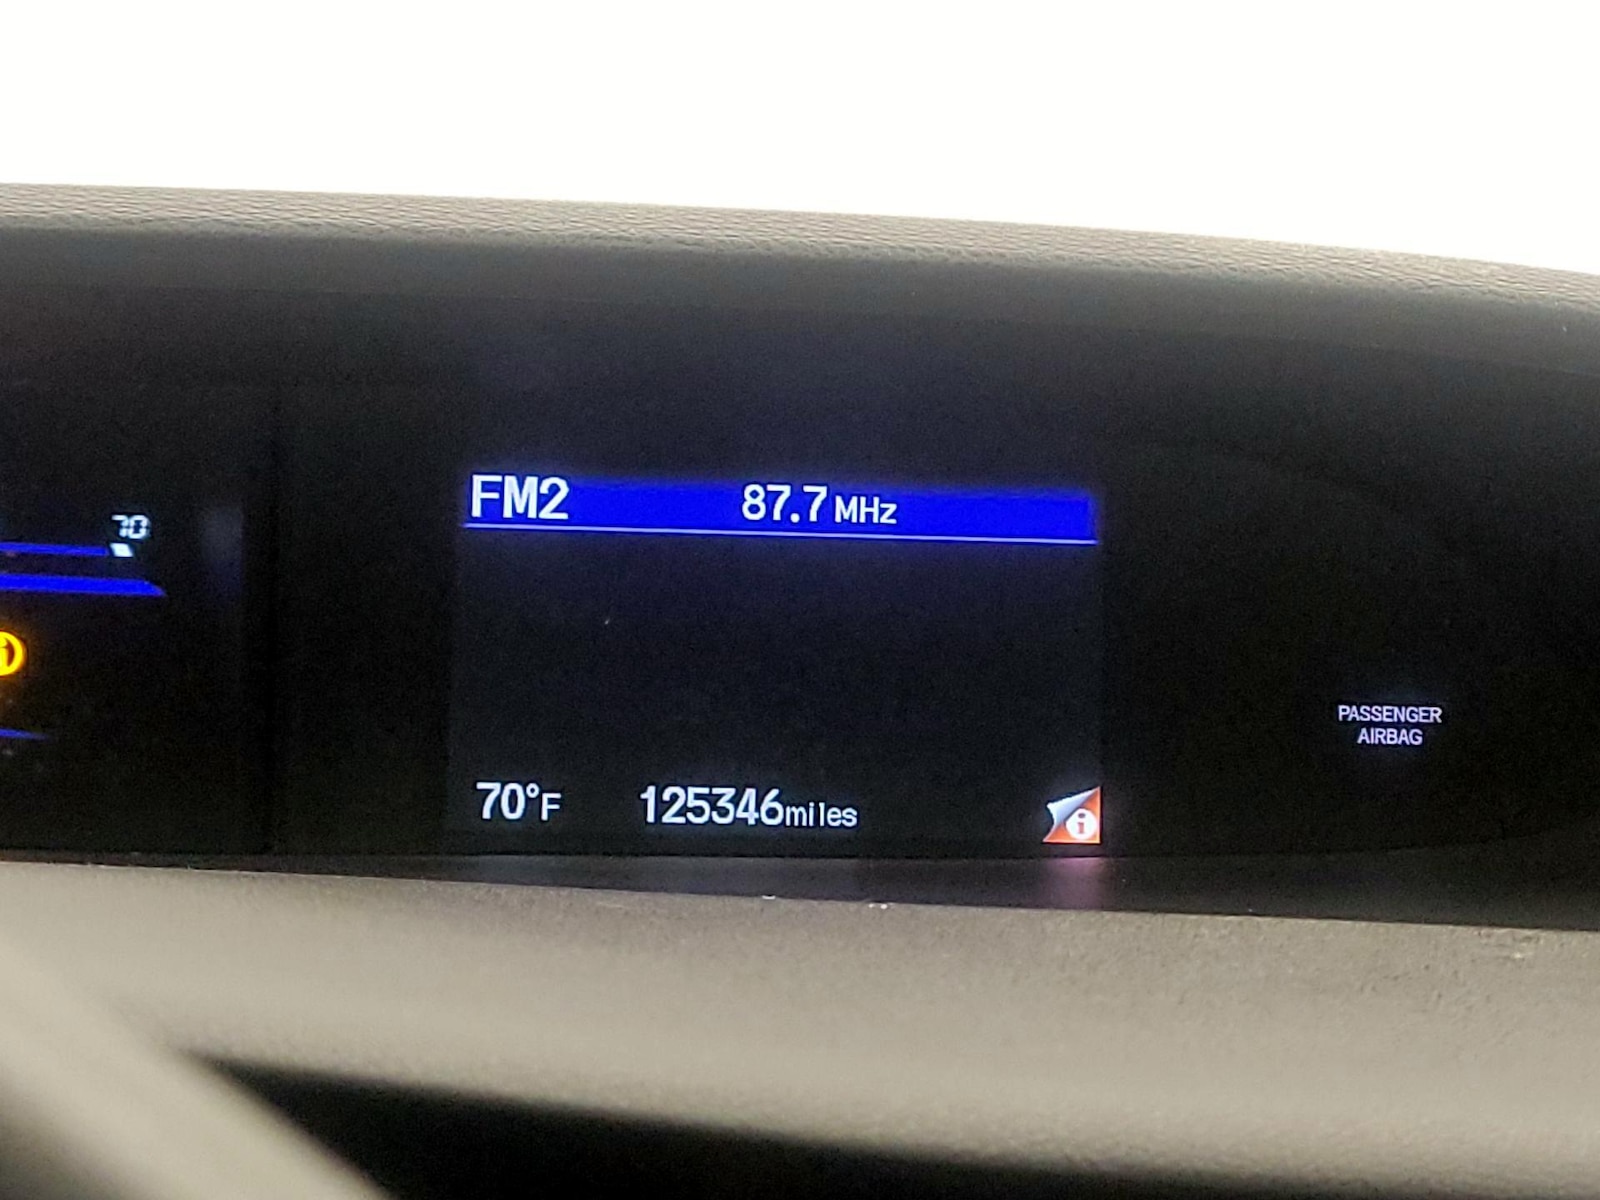 FM2 87.7 MHz
70
i
PASSENGER
AIRBAG
70°F 125346miles
i